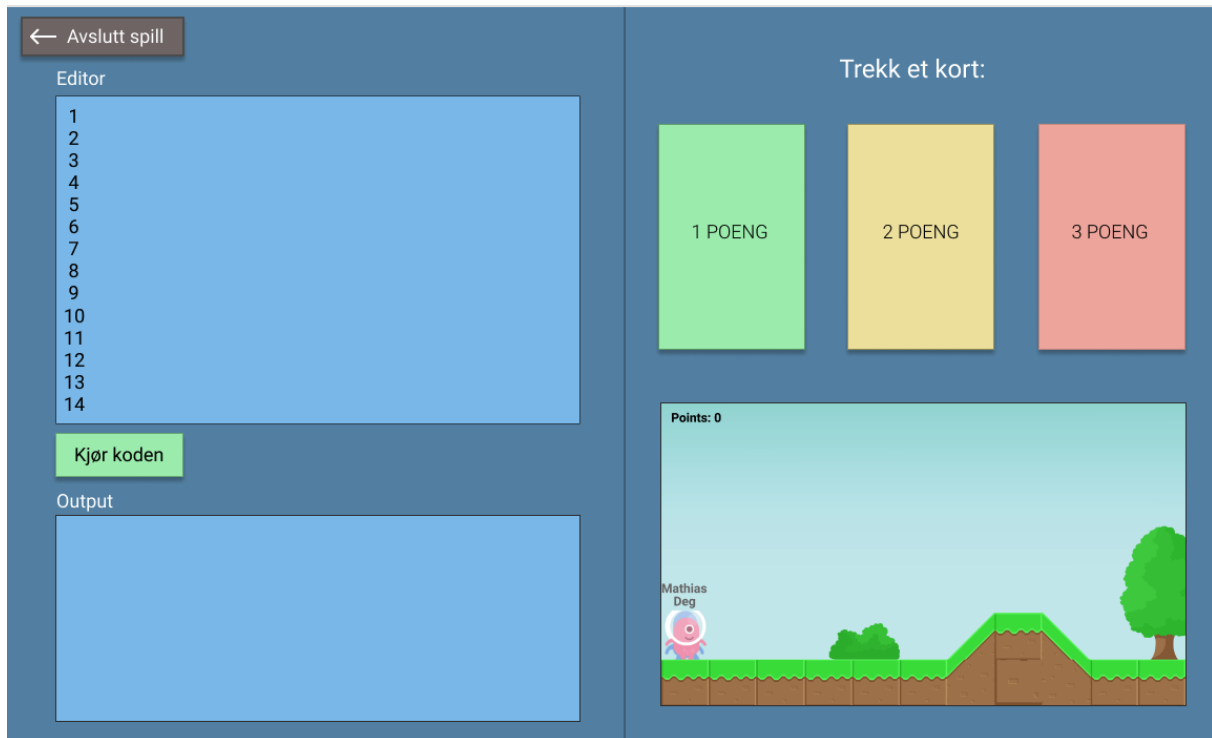 ← Avslutt spill
Editor
1
2
3
4
5
6
7
8
9
10
11
12
13
14
Kjør koden
Output
Trekk et kort:
1 POENG
2 POENG
3 POENG
Points: 0
Mathias
Deg